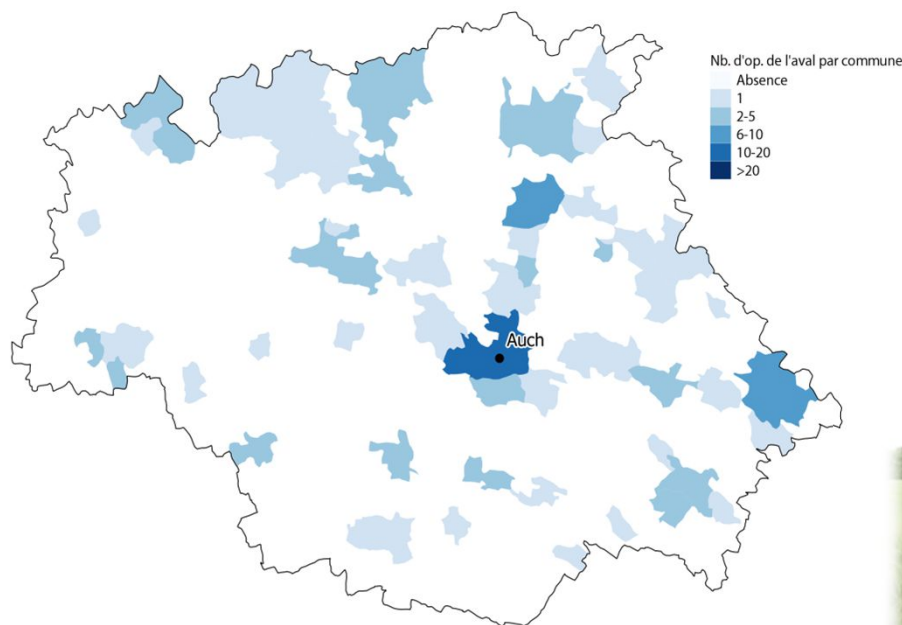 Nb. d'op. de l'aval par commune
Absence
1
2-5
6-10
10-20
>20
Auch